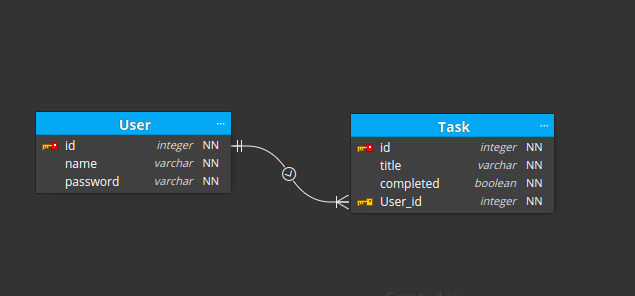 User ...
id integer NN
name varchar NN
password varchar NN
Task ...
id integer NN
title varchar NN
completed boolean NN
User_id integer NN